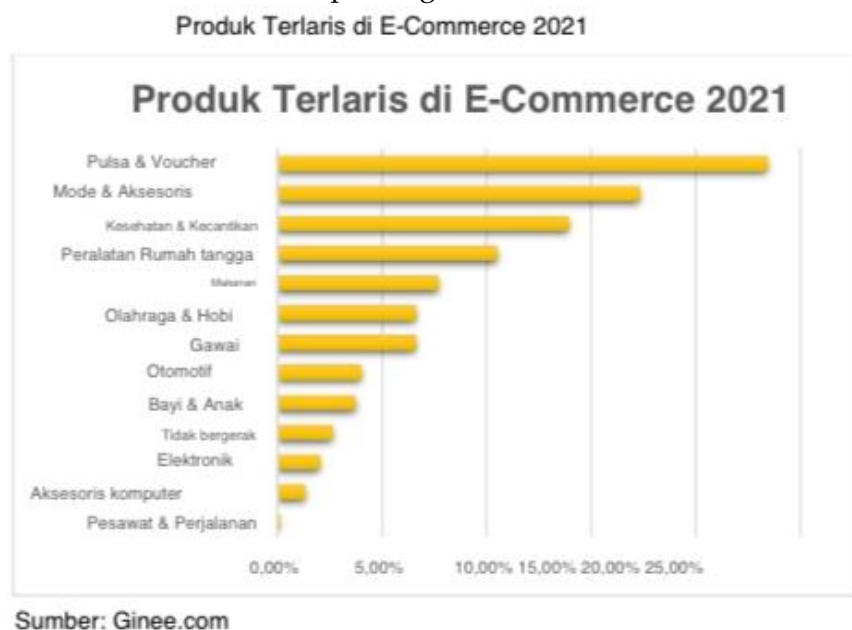 Produk Terlaris di E-Commerce 2021
Produk Terlaris di E-Commerce 2021
Pulsa & Voucher
Mode & Aksesoris
Kesehatan & Kecantikan
Peralatan Rumah tangga
Makanan
Olahraga & Hobi
Gawai
Otomotif
Bayi & Anak
Tidak bergerak
Elektronik
Aksesoris komputer
Pesawat & Perjalanan
0,00% 5,00% 10,00% 15,00% 20,00% 25,00%
Sumber: Ginee.com